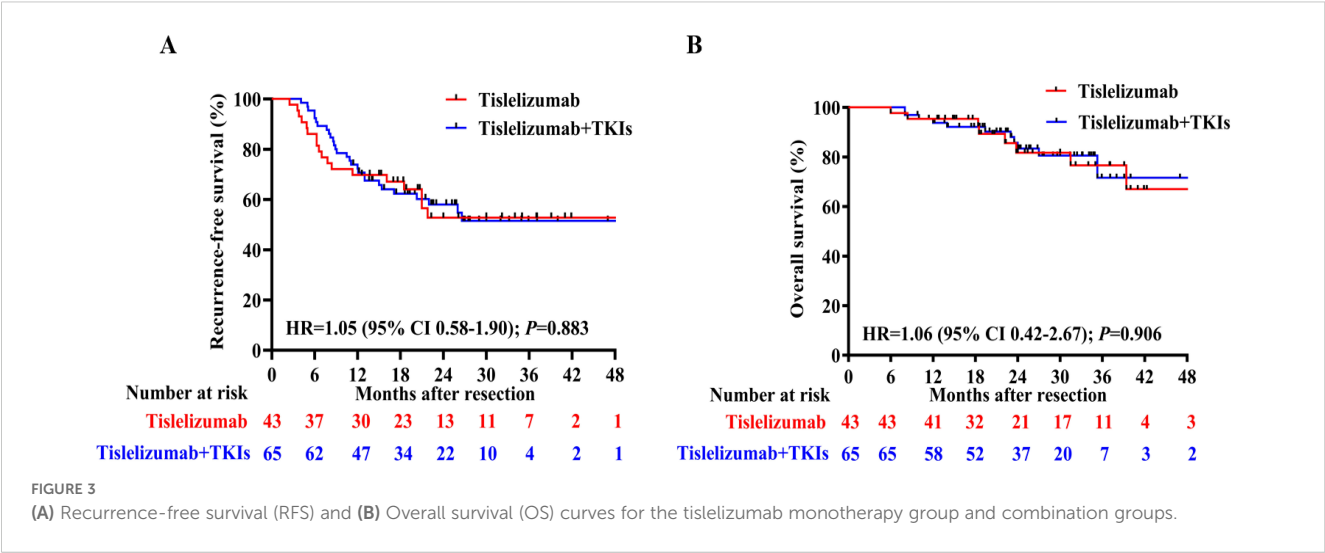 A
Recurrence-free survival (%)
100
80
60
40
20
0
Tislelizumab
Tislelizumab+TKIs
HR=1.05 (95% CI 0.58-1.90); P=0.883
0 6 12 18 24 30 36 42 48
Number at risk Months after resection
Tislelizumab 43 37 30 23 13 11 7 2 1
Tislelizumab+TKIs 65 62 47 34 22 10 4 2 1
B
Overall survival (%)
100
80
60
40
20
0
Tislelizumab
Tislelizumab+TKIs
HR=1.06 (95% CI 0.42-2.67); P=0.906
0 6 12 18 24 30 36 42 48
Number at risk Months after resection
Tislelizumab 43 43 41 32 21 17 11 4 3
Tislelizumab+TKIs 65 65 58 52 37 20 7 3 2
FIGURE 3
(A) Recurrence-free survival (RFS) and (B) Overall survival (OS) curves for the tislelizumab monotherapy group and combination groups.